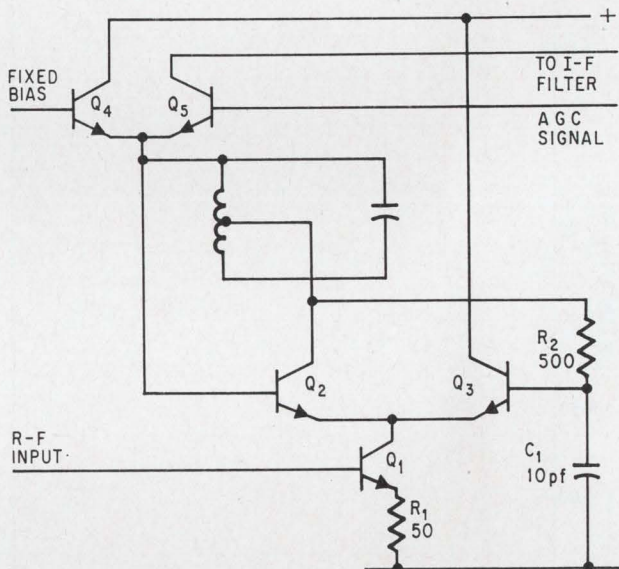 +
TO I-F
FILTER
FIXED
BIAS
Q4
Q5
AGC
SIGNAL
R2
500
Q2
Q3
R-F
INPUT
Q1
C1
10pf
R1
50